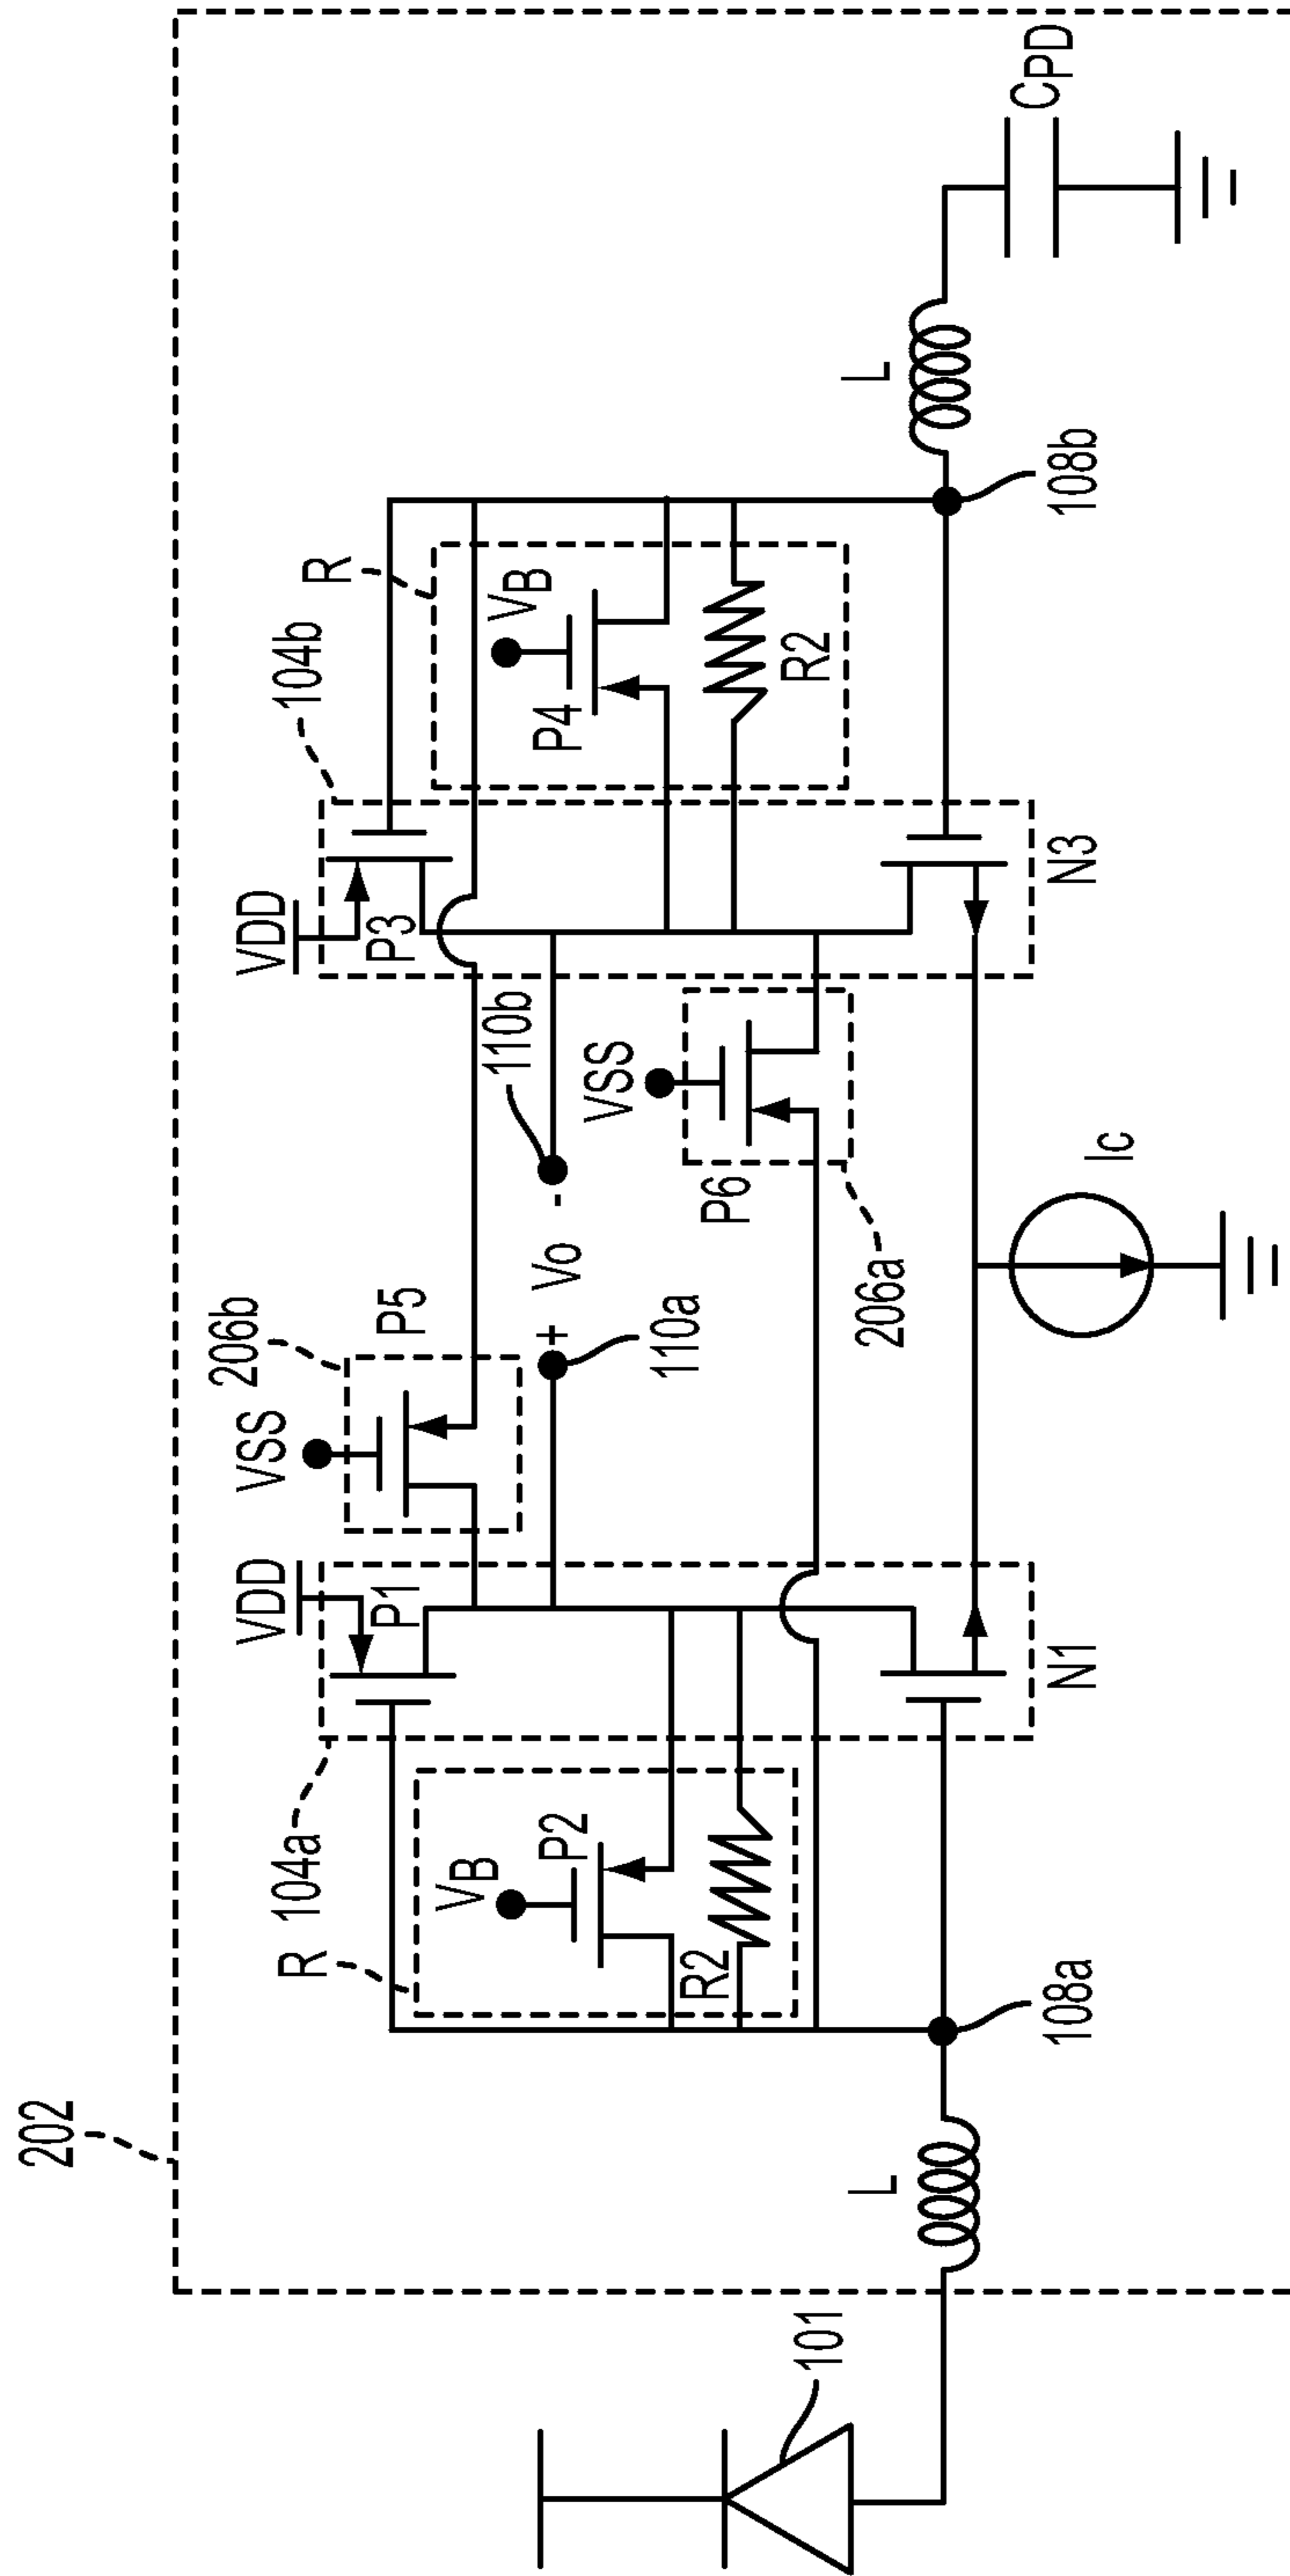 202
VDD
VSS
206b
VDD
104b
R
104a
P1
P5
P3
110b
VB
R
VB
P2
+ Vo -
110a
VSS
P4
R2
P6
R2
206a
101
L
L
N1
Ic
N3
108a
108b
CPD